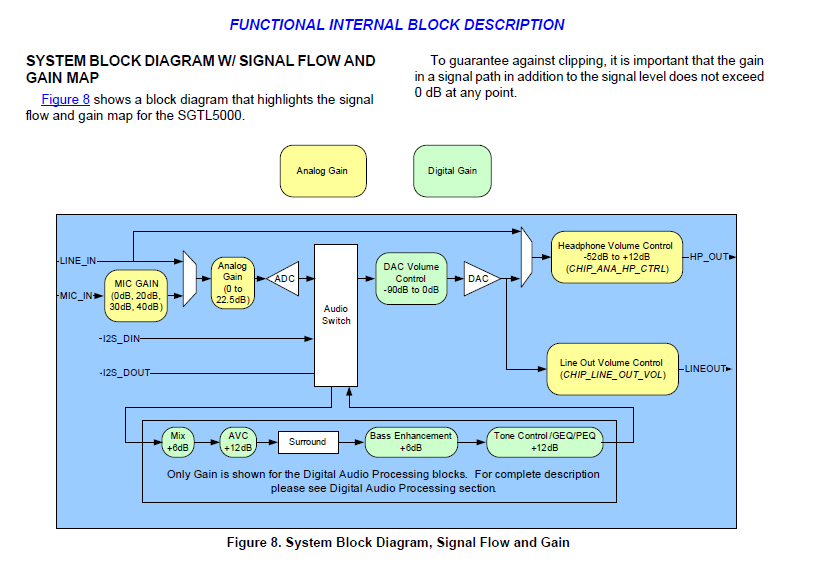 FUNCTIONAL INTERNAL BLOCK DESCRIPTION
SYSTEM BLOCK DIAGRAM W/ SIGNAL FLOW AND
GAIN MAP
Figure 8 shows a block diagram that highlights the signal
flow and gain map for the SGTL5000.
To guarantee against clipping, it is important that the gain
in a signal path in addition to the signal level does not exceed
0 dB at any point.
Analog Gain
Digital Gain
LINE_IN
MIC_IN
MIC GAIN
(0dB, 20dB,
30dB, 40dB)
Analog
Gain
(0 to
22.5dB)
ADC
Audio
Switch
DAC Volume
Control
-90dB to 0dB
DAC
Headphone Volume Control
-52dB to +12dB
(CHIP_ANA_HP_CTRL)
HP_OUT
I2S_DIN
I2S_DOUT
Line Out Volume Control
(CHIP_LINE_OUT_VOL)
LINEOUT
Mix
+6dB
AVC
+12dB
Surround
Bass Enhancement
+6dB
Tone Control/GEQ/PEQ
+12dB
Only Gain is shown for the Digital Audio Processing blocks. For complete description
please see Digital Audio Processing section.
Figure 8. System Block Diagram, Signal Flow and Gain